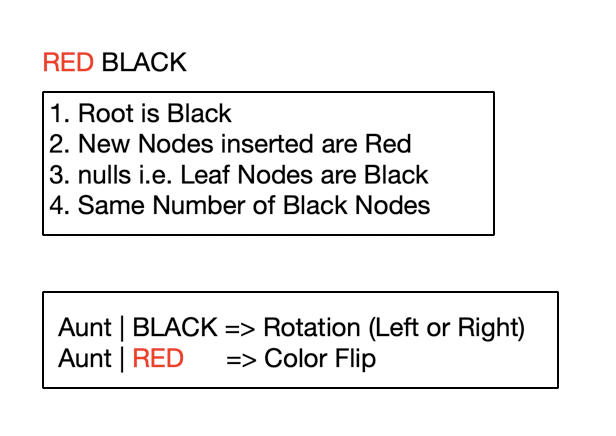 RED BLACK
1. Root is Black
2. New Nodes inserted are Red
3. nulls i.e. Leaf Nodes are Black
4. Same Number of Black Nodes
Aunt | BLACK => Rotation (Left or Right)
Aunt | RED => Color Flip